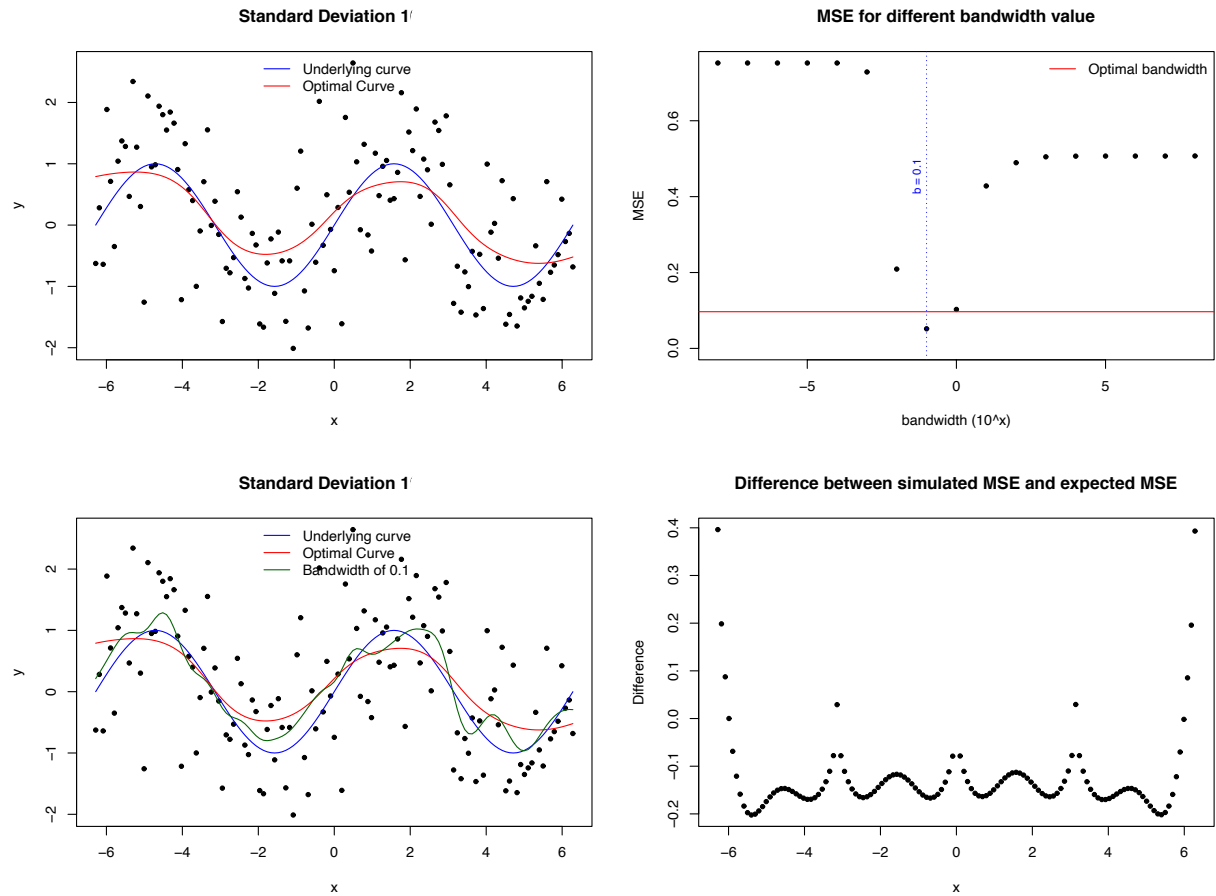 Standard Deviation 1
Underlying curve
Optimal Curve
y
2
1
0
−1
−2
−6 −4 −2 0 2 4 6
x
MSE for different bandwidth value
Optimal bandwidth
b = 0.1
MSE
0.6
0.4
0.2
0.0
−5 0 5
bandwidth (10^x)
Standard Deviation 1
Underlying curve
Optimal Curve
Bandwidth of 0.1
y
2
1
0
−1
−2
−6 −4 −2 0 2 4 6
x
Difference between simulated MSE and expected MSE
Difference
0.4
0.3
0.2
0.1
0.0
−0.1
−0.2
−6 −4 −2 0 2 4 6
x